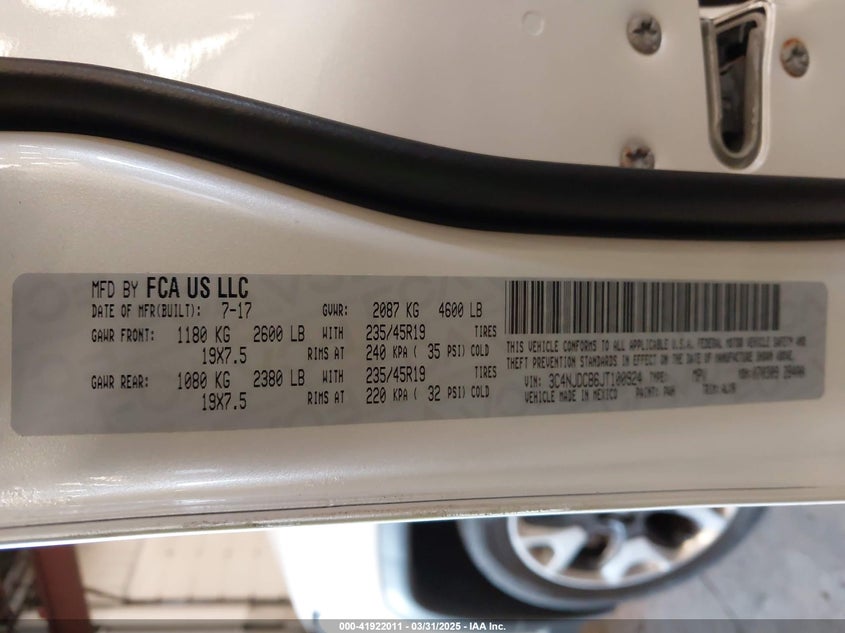 MFD BY FCA US LLC
DATE OF MFR(BUILT): 7-17 GVWR: 2087 KG 4600 LB
GAWR FRONT: 1180 KG 2600 LB WITH 235/45R19 TIRES
19X7.5 RIMS AT 240 KPA ( 35 PSI) COLD
GAWR REAR: 1080 KG 2380 LB WITH 235/45R19 TIRES
19X7.5 RIMS AT 220 KPA ( 32 PSI) COLD
THIS VEHICLE CONFORMS TO ALL APPLICABLE U.S.A. FEDERAL MOTOR VEHICLE SAFETY AND
THEFT PREVENTION STANDARDS IN EFFECT ON THE DATE OF MANUFACTURE SHOWN ABOVE.
VIN: 3C4NJDCB6JT100924 TYPE: MPV
VEHICLE MADE IN MEXICO PAINT: PAW TRIM:
000-41922011 - 03/31/2025 - IAA Inc.